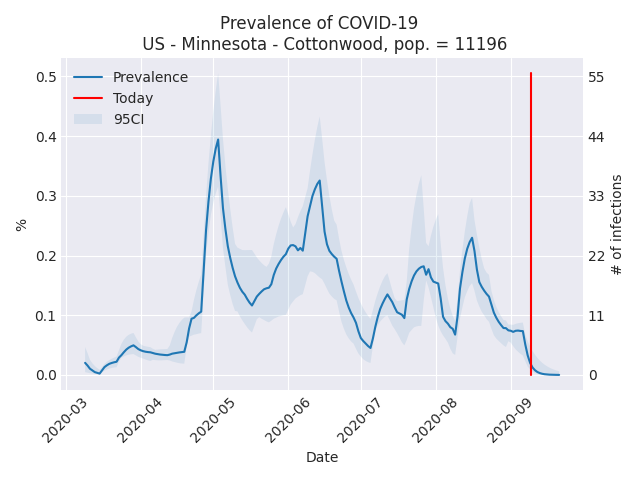 Prevalence of COVID-19
US - Minnesota - Cottonwood, pop. = 11196
Prevalence
Today
95CI
0.5
0.4
0.3
0.2
0.1
0.0
%
55
44
33
22
11
0
# of infections
2020-03
2020-04
2020-05
2020-06
2020-07
2020-08
2020-09
Date